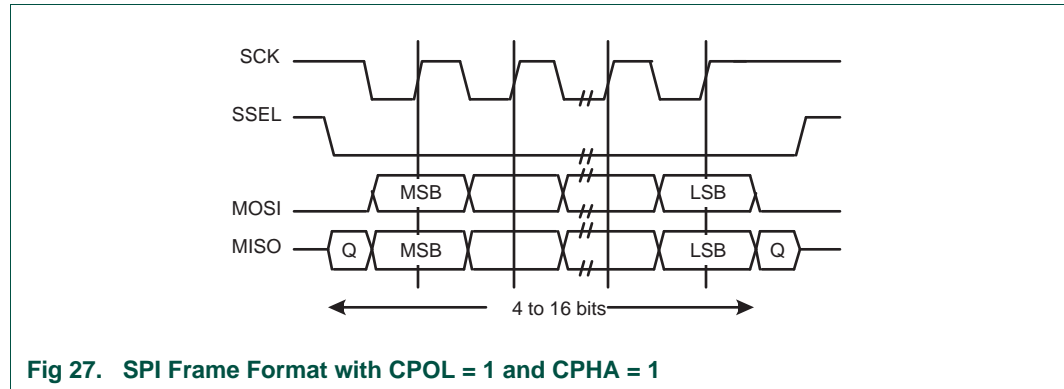 SCK
SSEL
MOSI MSB LSB
MISO Q MSB LSB Q
4 to 16 bits
Fig 27. SPI Frame Format with CPOL = 1 and CPHA = 1